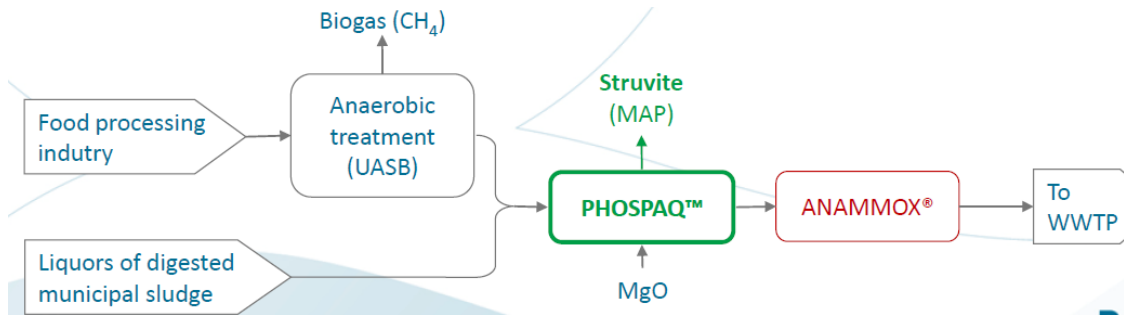 Biogas (CH₄)
Struvite
(MAP)
Food processing
indutry
Anaerobic
treatment
(UASB)
PHOSPAQ™
ANAMMOX®
To
WWTP
Liquors of digested
municipal sludge
MgO